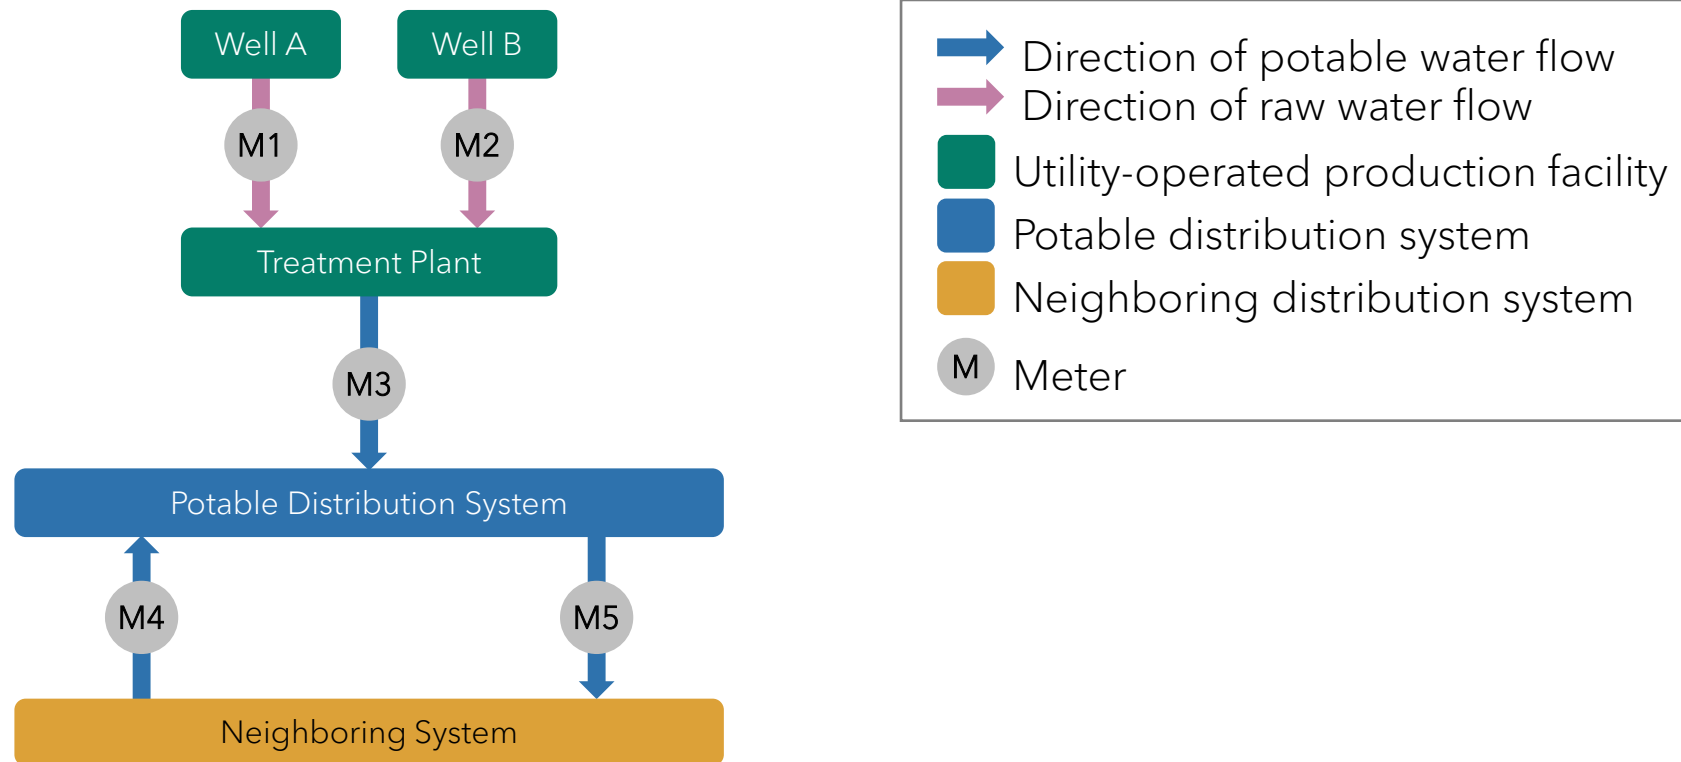 Well A
Well B
M1
M2
Treatment Plant
M3
Potable Distribution System
M4
M5
Neighboring System
Direction of potable water flow
Direction of raw water flow
Utility-operated production facility
Potable distribution system
Neighboring distribution system
M Meter